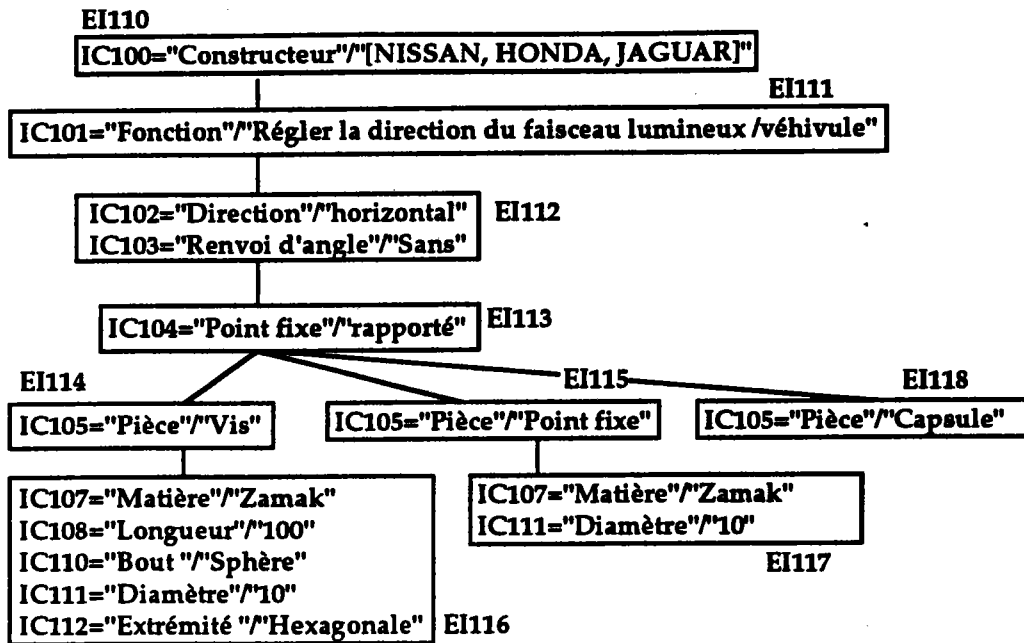 EI110
IC100="Constructeur"/"[NISSAN, HONDA, JAGUAR]"
EI111
IC101="Fonction"/"Régler la direction du faisceau lumineux /véhivule"
IC102="Direction"/"horizontal"
EI112
IC103="Renvoi d'angle"/"Sans"
IC104="Point fixe"/"rapporté"
EI113
EI114
EI115
EI118
IC105="Pièce"/"Vis"
IC105="Pièce"/"Point fixe"
IC105="Pièce"/"Capsule"
IC107="Matière"/"Zamak"
IC108="Longueur"/"100"
IC110="Bout "/"Sphère"
IC111="Diamètre"/"10"
IC112="Extrémité "/"Hexagonale"
EI116
IC107="Matière"/"Zamak"
IC111="Diamètre"/"10"
EI117